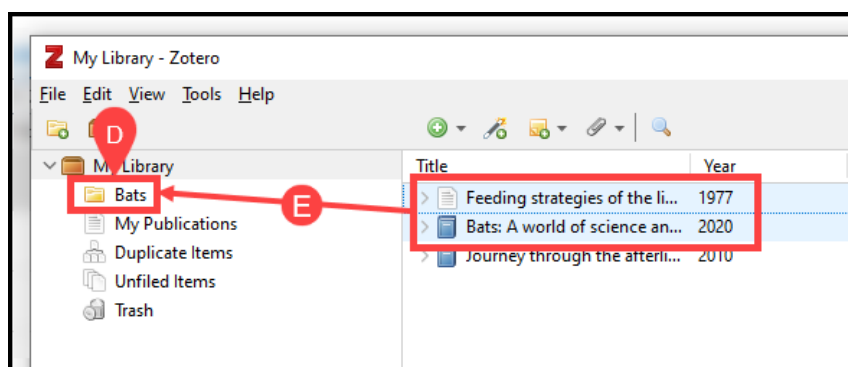 Z My Library - Zotero
File Edit View Tools Help
D
My Library
Title Year
Bats
E
Feeding strategies of the li... 1977
My Publications
Bats: A world of science an... 2020
Duplicate Items
Journey through the afterli... 2010
Unfiled Items
Trash